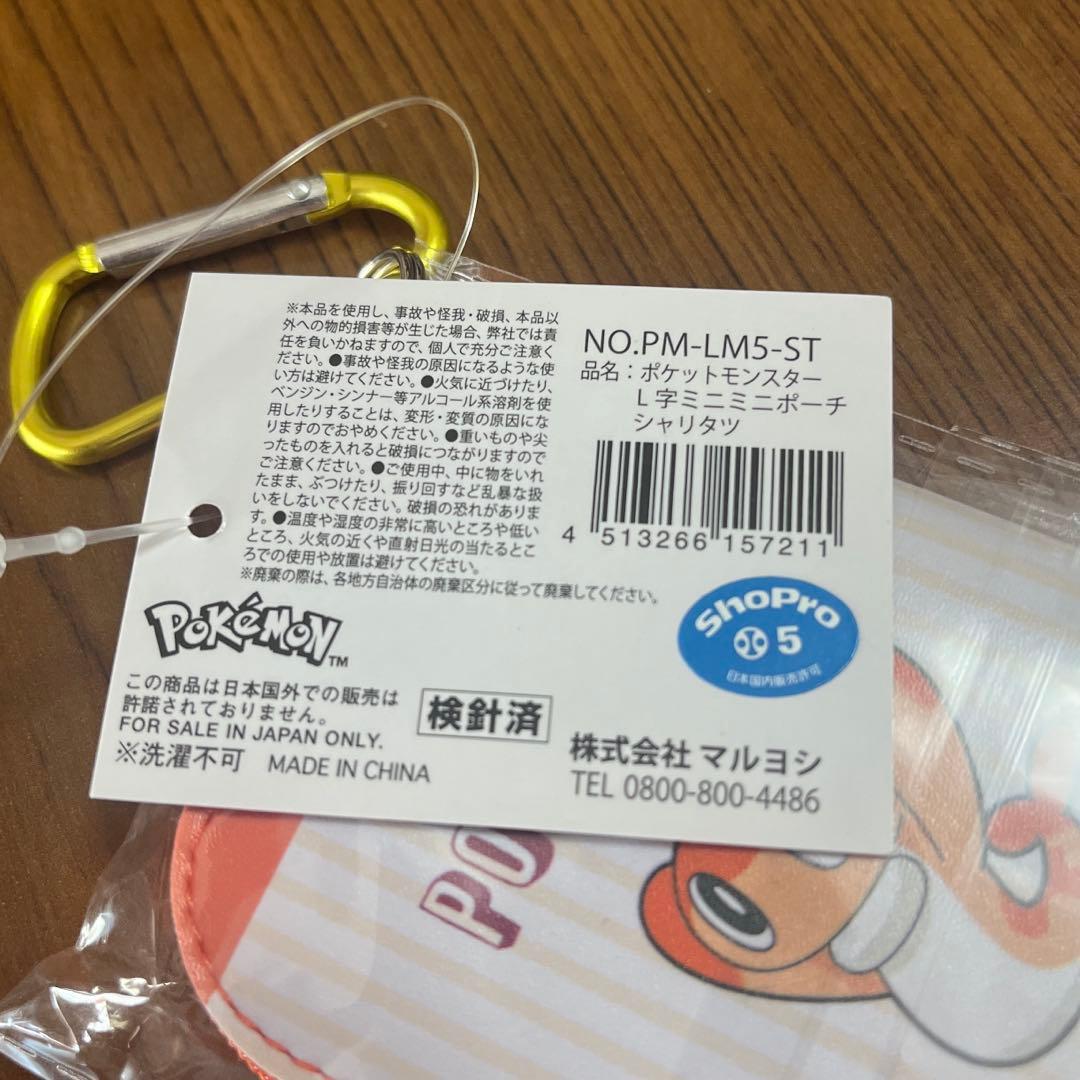 ※本品を使用し、事故や怪我・破損、本品以
外への物的損害等が生じた場合、弊社では責
任を負いかねますので、個人で充分ご注意く
ださい。●事故や怪我の原因になるような使
い方は避けてください。●火気に近づけたり、
ベンジン・シンナー等アルコール系溶剤を使
用したりすることは、変形・変質の原因にな
りますのでおやめください。●重いものや尖
ったものを入れると破損につながりますので
ご注意ください。●ご使用中、中に物をいれ
たまま、ぶつけたり、振り回すなど乱暴な扱
いをしないでください。破損の恐れがありま
す。●温度や湿度の非常に高いところや低い
ところ、火気の近くや直射日光の当たるとこ
ろでの使用や放置は避けてください。
※廃棄の際は、各地方自治体の廃棄区分に従って廃棄してください。
NO.PM-LM5-ST
品名：ポケットモンスター
L字ミニミニポーチ
シャリタツ
4 513266 157211
ShoPro
5
日本国内販売許可
POKéMON™
この商品は日本国外での販売は
許諾されておりません。
FOR SALE IN JAPAN ONLY.
※洗濯不可 MADE IN CHINA
検針済
株式会社 マルヨシ
TEL 0800-800-4486
PO